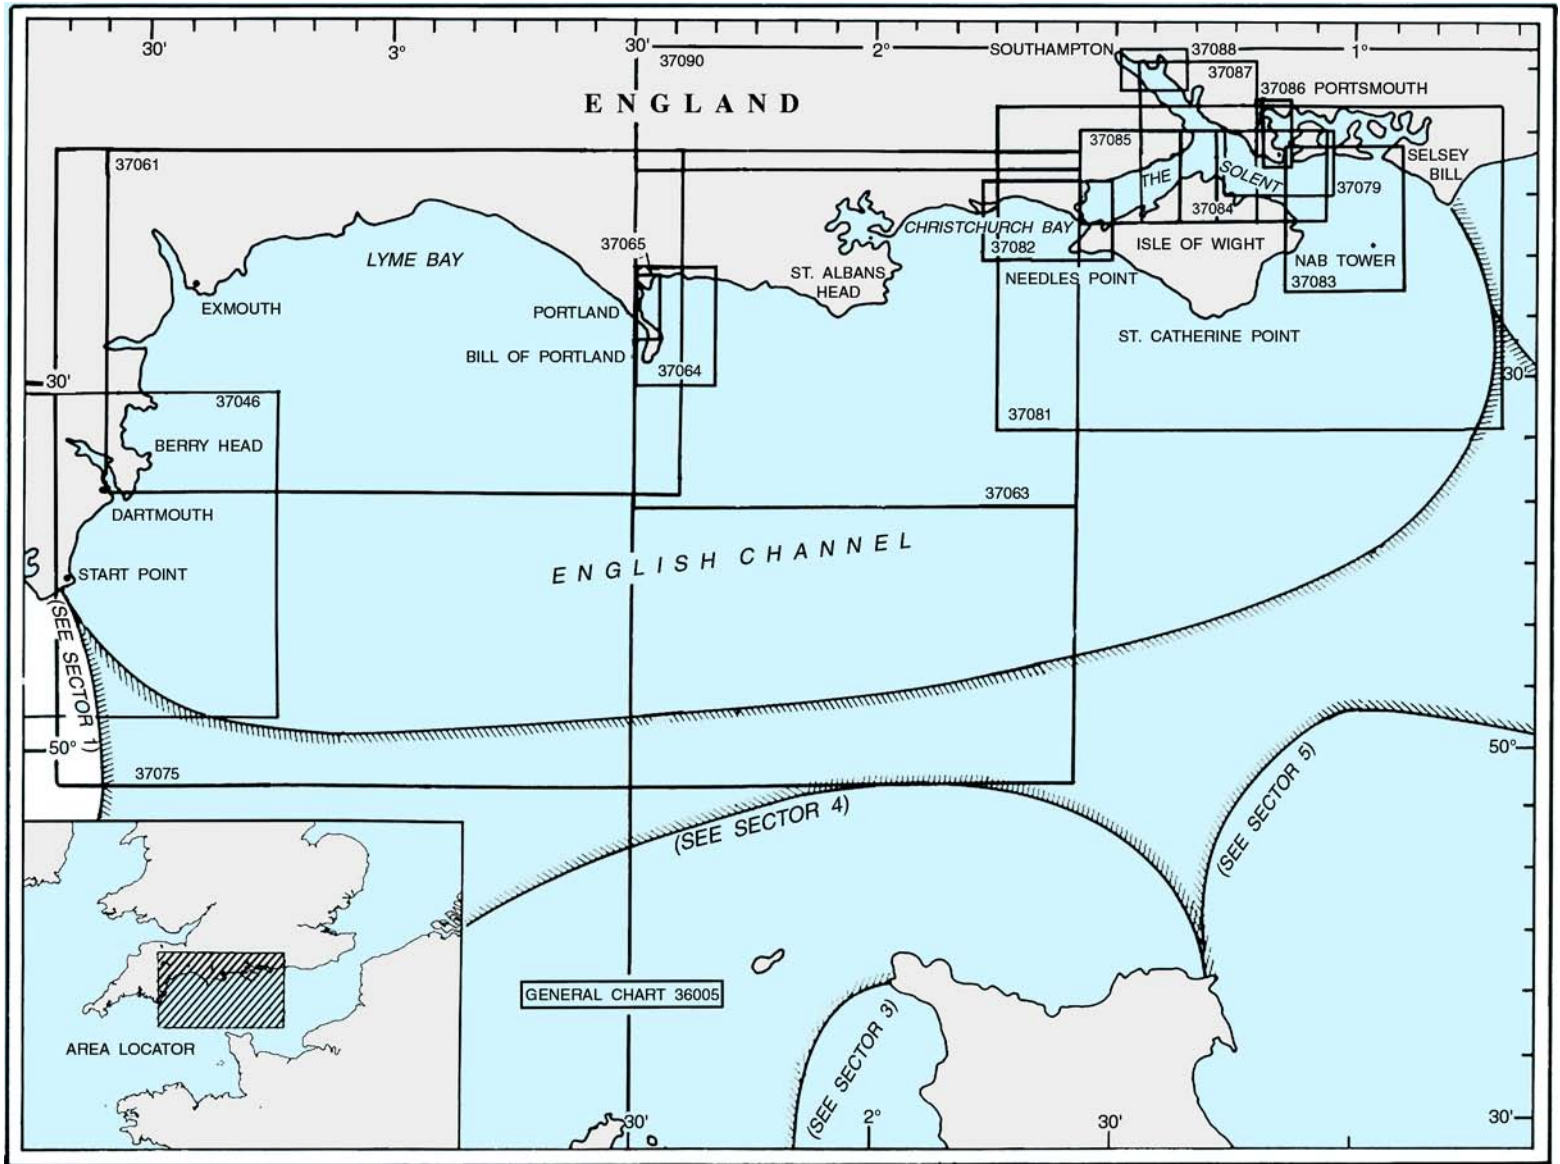 30'
3°
30'
2°
SOUTHAMPTON
37088
1°
37090
37087
ENGLAND
37086 PORTSMOUTH
37061
37085
SELSEY
BILL
THE
SOLENT
37079
37084
CHRISTCHURCH BAY
37065
37082
ISLE OF WIGHT
LYME BAY
NAB TOWER
37083
ST. ALBANS
HEAD
NEEDLES POINT
EXMOUTH
PORTLAND
ST. CATHERINE POINT
BILL OF PORTLAND
37064
30'
30'
37046
37081
BERRY HEAD
37063
DARTMOUTH
ENGLISH CHANNEL
START POINT
(SEE SECTOR 1)
50°
50°
37075
(SEE SECTOR 4)
(SEE SECTOR 5)
GENERAL CHART 36005
AREA LOCATOR
(SEE SECTOR 3)
30'
2°
30'
30'